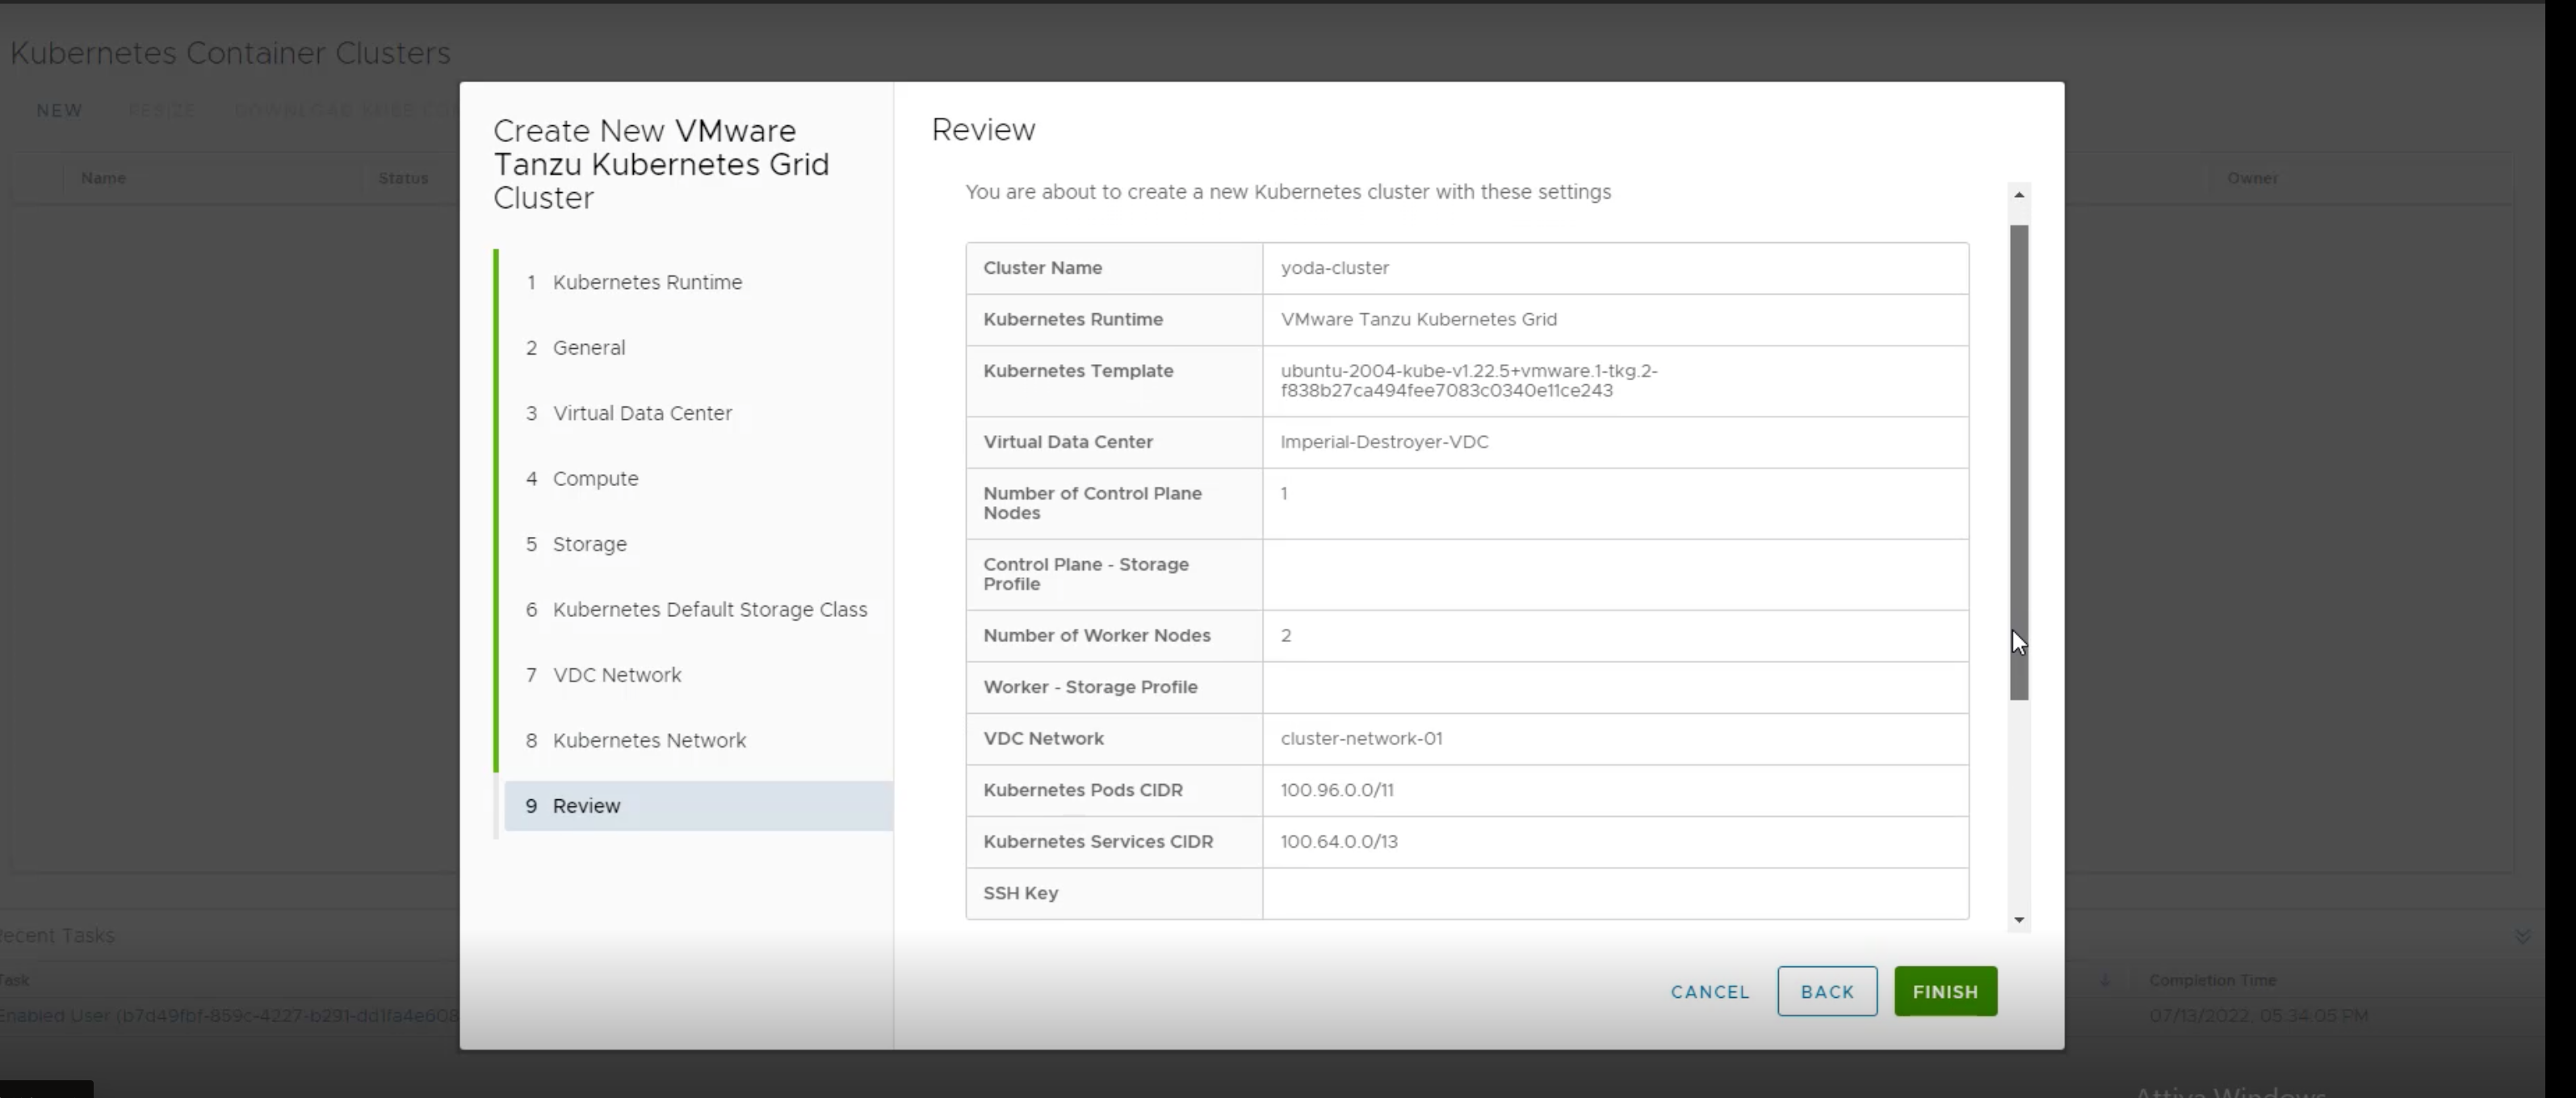 Kubernetes Container Clusters
NEW RESIZE DOWNLOAD KUBE
Name Status Owner
Create New VMware
Tanzu Kubernetes Grid
Cluster
1 Kubernetes Runtime
2 General
3 Virtual Data Center
4 Compute
5 Storage
6 Kubernetes Default Storage Class
7 VDC Network
8 Kubernetes Network
9 Review
Review
You are about to create a new Kubernetes cluster with these settings
Cluster Name yoda-cluster
Kubernetes Runtime VMware Tanzu Kubernetes Grid
Kubernetes Template ubuntu-2004-kube-v1.22.5+vmware.1-tkg.2-
f838b27ca494fee7083c0340e11ce243
Virtual Data Center Imperial-Destroyer-VDC
Number of Control Plane 1
Nodes
Control Plane - Storage
Profile
Number of Worker Nodes 2
Worker - Storage Profile
VDC Network cluster-network-01
Kubernetes Pods CIDR 100.96.0.0/11
Kubernetes Services CIDR 100.64.0.0/13
SSH Key
CANCEL BACK FINISH
ecent Tasks
Task Completion Time
Enabled User (b7d49fbf-859c-4227-b291-dd1fa4e608 07/13/2022, 05:34:05 PM